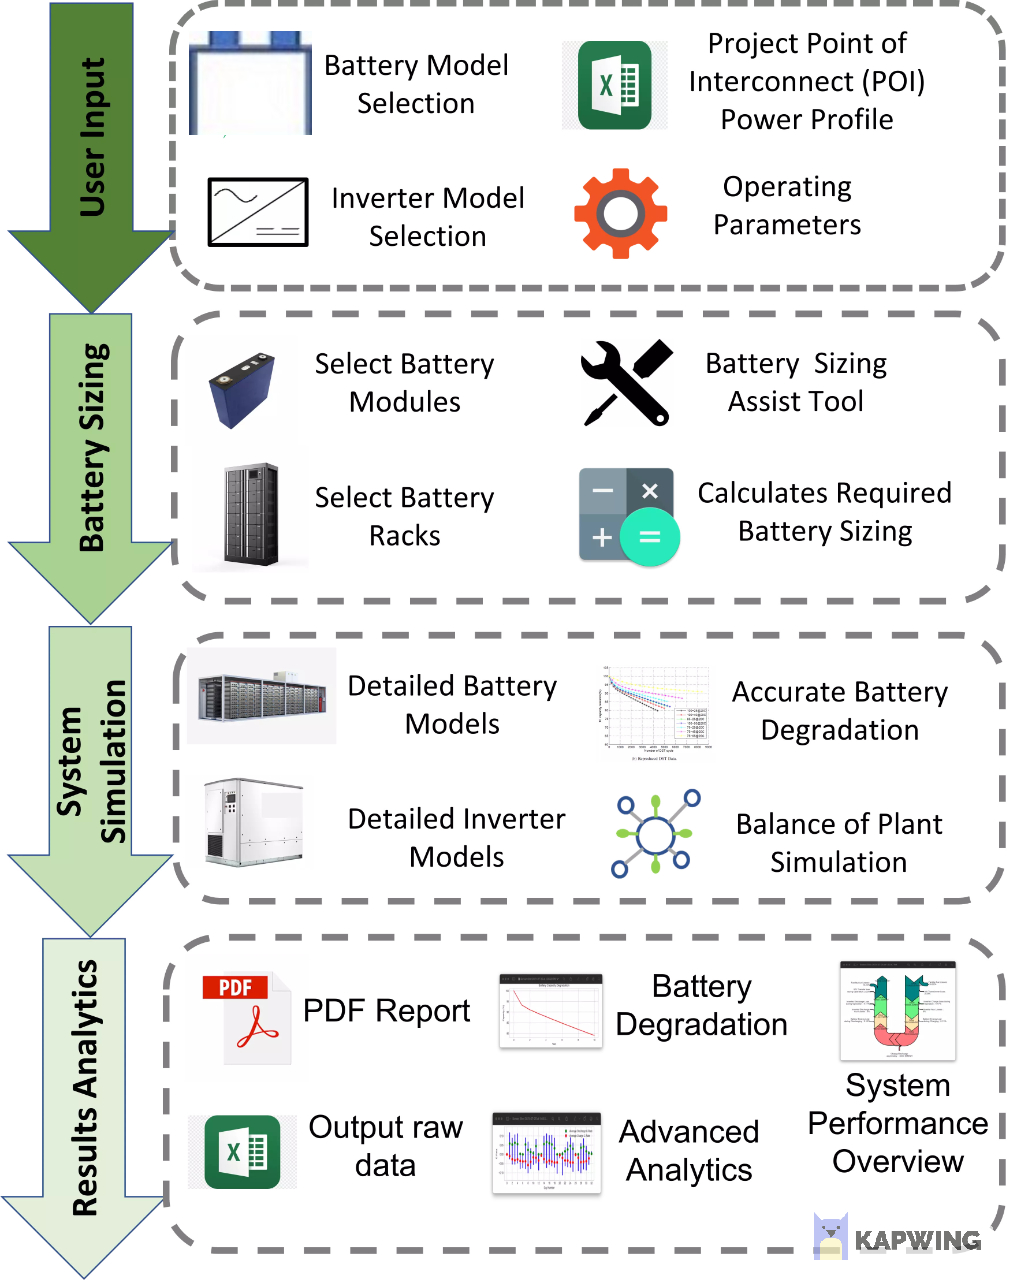 User Input
Battery Model
Selection
Project Point of
Interconnect (POI)
Power Profile
X
Inverter Model
Selection
Operating
Parameters
Battery Sizing
Select Battery
Modules
Battery  Sizing
Assist Tool
Select Battery
Racks
− ×
+ =
Calculates Required
Battery Sizing
System
Simulation
Detailed Battery
Models
Accurate Battery
Degradation
Detailed Inverter
Models
Balance of Plant
Simulation
Results Analytics
PDF
PDF Report
Battery
Degradation
System
Performance
Overview
X
Output raw
data
Advanced
Analytics
KAPWING